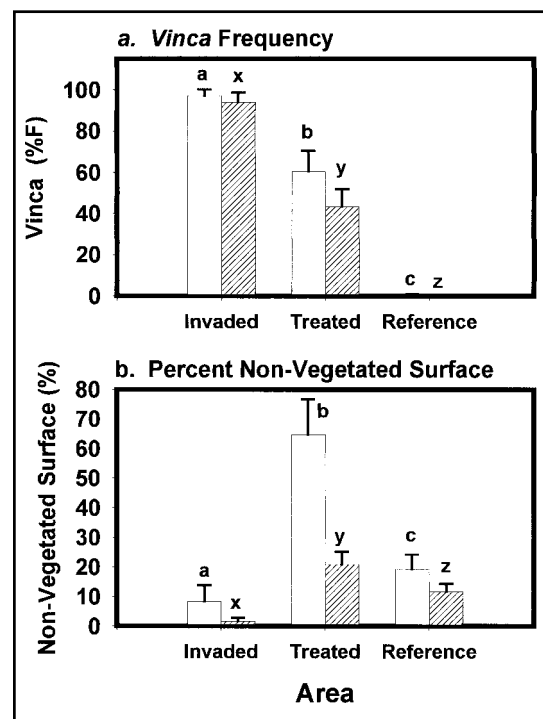 a. Vinca Frequency
Vinca (%F)
100
80
60
40
20
0
a x
b y
c z
Invaded Treated Reference
b. Percent Non-Vegetated Surface
Non-Vegetated Surface (%)
80
70
60
50
40
30
20
10
0
a x
b y
c z
Invaded Treated Reference
Area